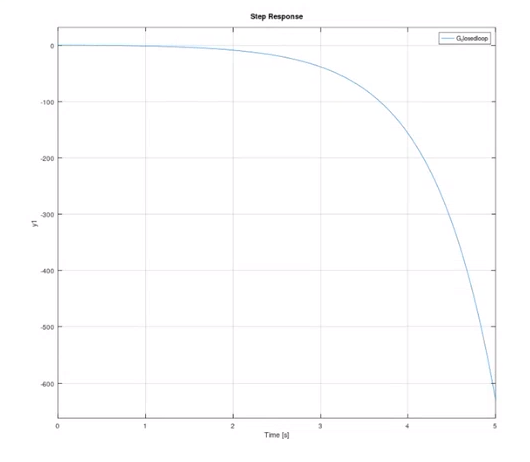 Step Response
G_closedloop
0
-100
-200
-300
-400
-500
-600
y1
0 1 2 3 4 5
Time [s]